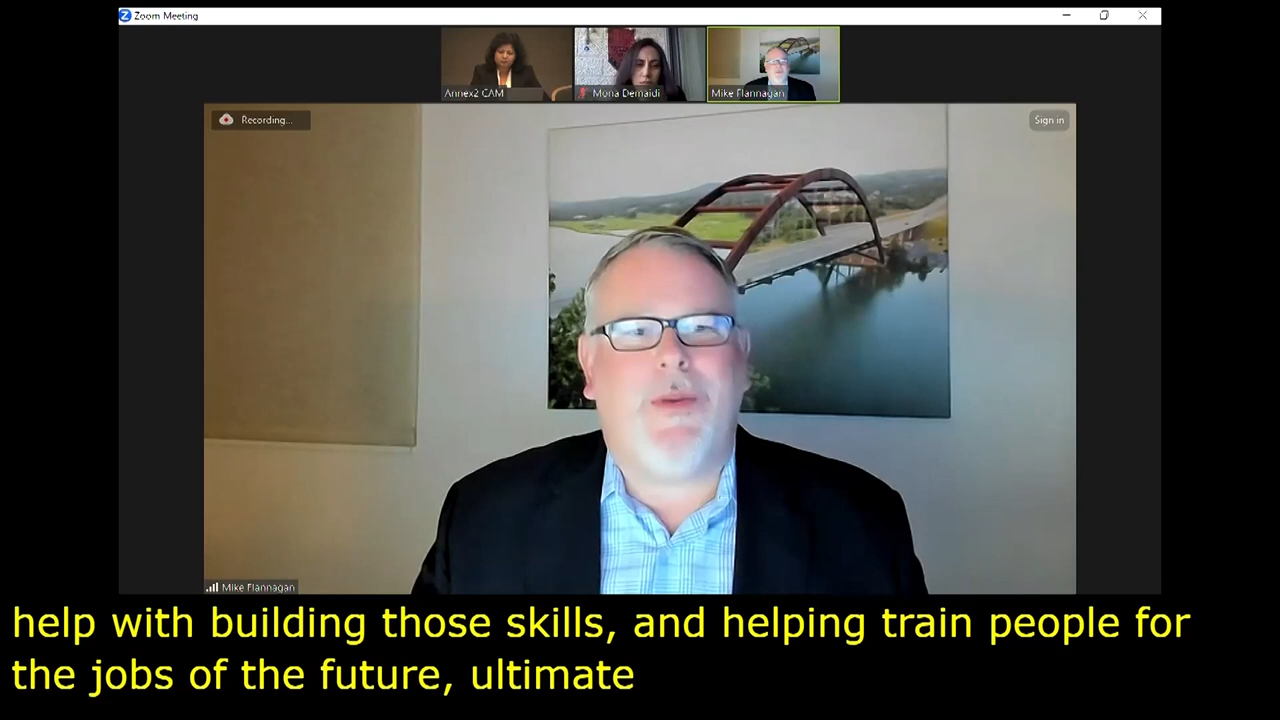 Zoom Meeting
Annex2 CAM
Mona Demaidi
Mike Flannagan
Recording...
Sign in
Mike Flannagan
help with building those skills, and helping train people for
the jobs of the future, ultimate